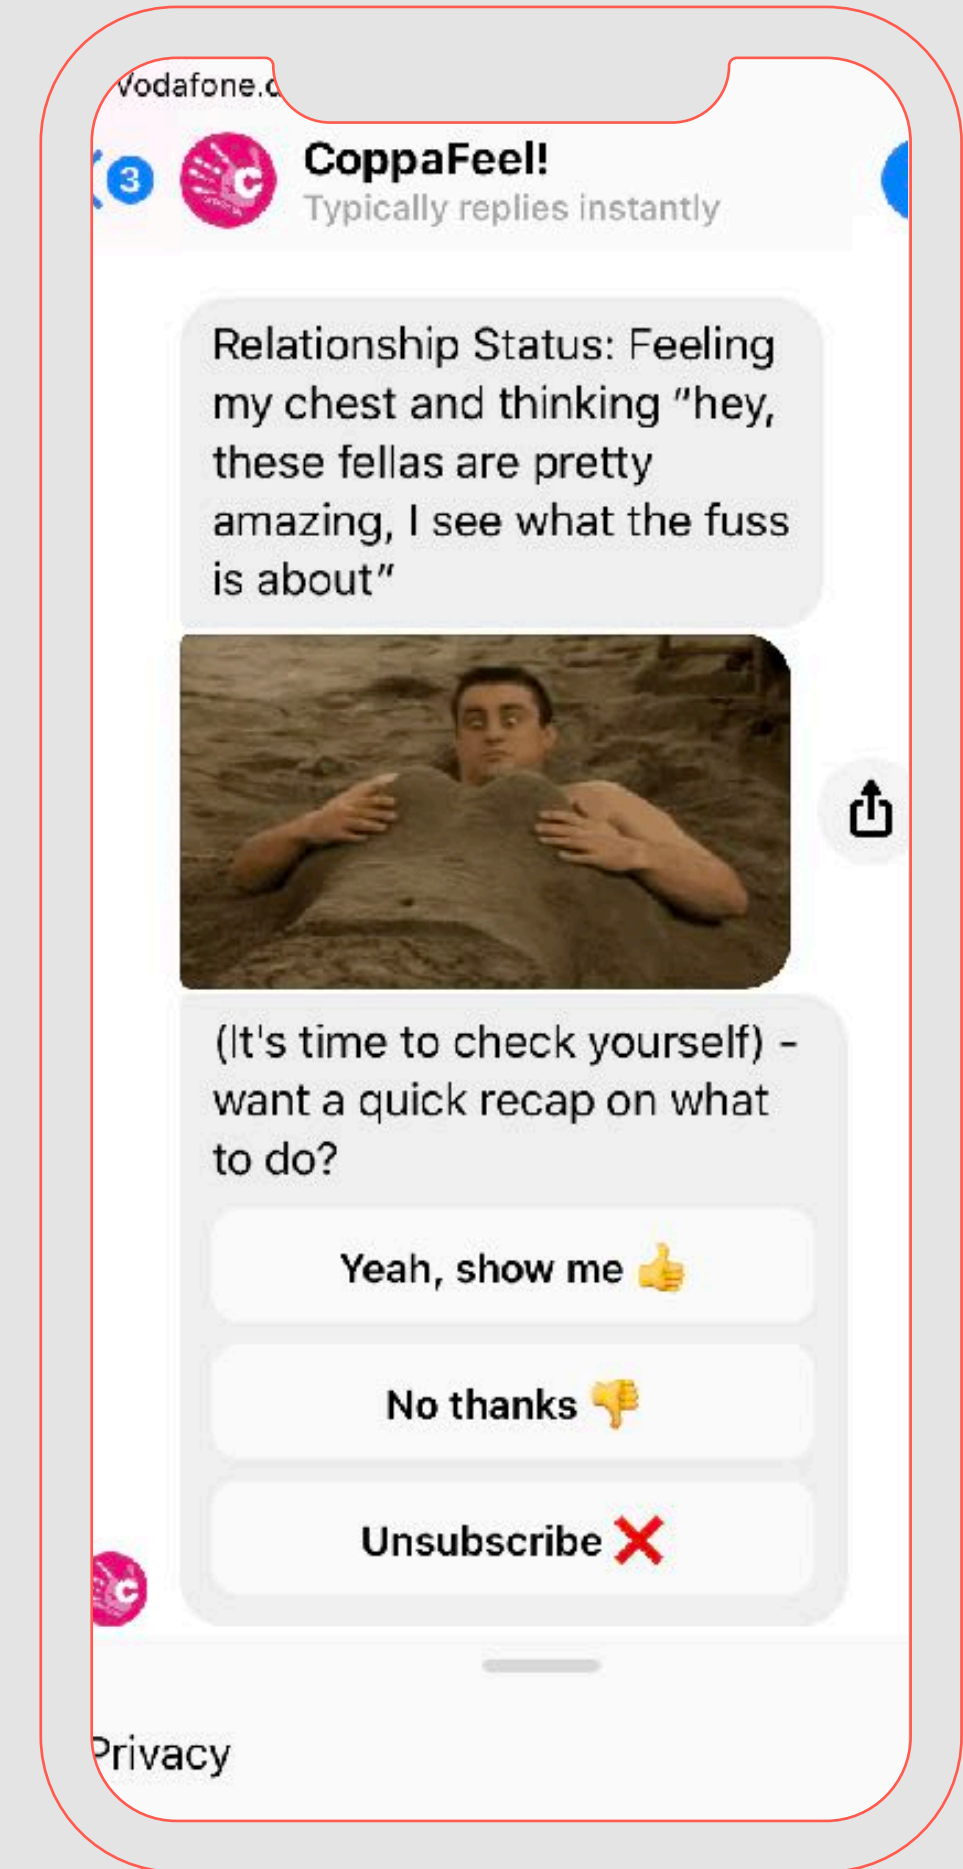 3
CoppaFeel!
Typically replies instantly
Relationship Status: Feeling
my chest and thinking "hey,
these fellas are pretty
amazing, I see what the fuss
is about"
(It's time to check yourself) -
want a quick recap on what
to do?
Yeah, show me 👍
No thanks 👎
Unsubscribe ❌
C
Privacy